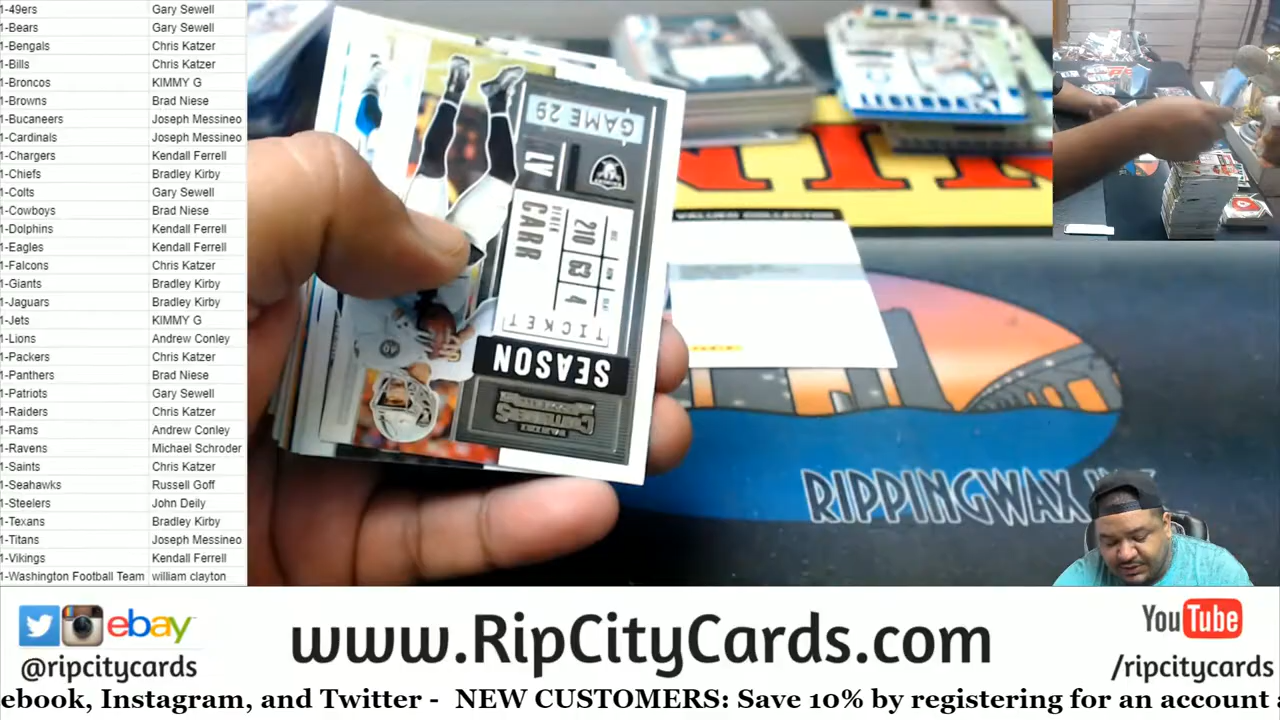 1-49ers Gary Sewell
1-Bears Gary Sewell
1-Bengals Chris Katzer
1-Bills Chris Katzer
1-Broncos KIMMY G
1-Browns Brad Niese
1-Bucaneers Joseph Messineo
1-Cardinals Joseph Messineo
1-Chargers Kendall Ferrell
1-Chiefs Bradley Kirby
1-Colts Gary Sewell
1-Cowboys Brad Niese
1-Dolphins Kendall Ferrell
1-Eagles Kendall Ferrell
1-Falcons Chris Katzer
1-Giants Bradley Kirby
1-Jaguars Bradley Kirby
1-Jets KIMMY G
1-Lions Andrew Conley
1-Packers Chris Katzer
1-Panthers Brad Niese
1-Patriots Gary Sewell
1-Raiders Chris Katzer
1-Rams Andrew Conley
1-Ravens Michael Schroder
1-Saints Chris Katzer
1-Seahawks Russell Goff
1-Steelers John Deily
1-Texans Bradley Kirby
1-Titans Joseph Messineo
1-Vikings Kendall Ferrell
1-Washington Football Team william clayton
GAME 29
LV
DEREK
CARR
210 63 4
TICKET
SEASON
CONTENDERS
VALUED COLLECTOR
RIPPINGWAX
ebay
@ripcitycards
www.RipCityCards.com
YouTube
/ripcitycards
ebook, Instagram, and Twitter - NEW CUSTOMERS: Save 10% by registering for an account